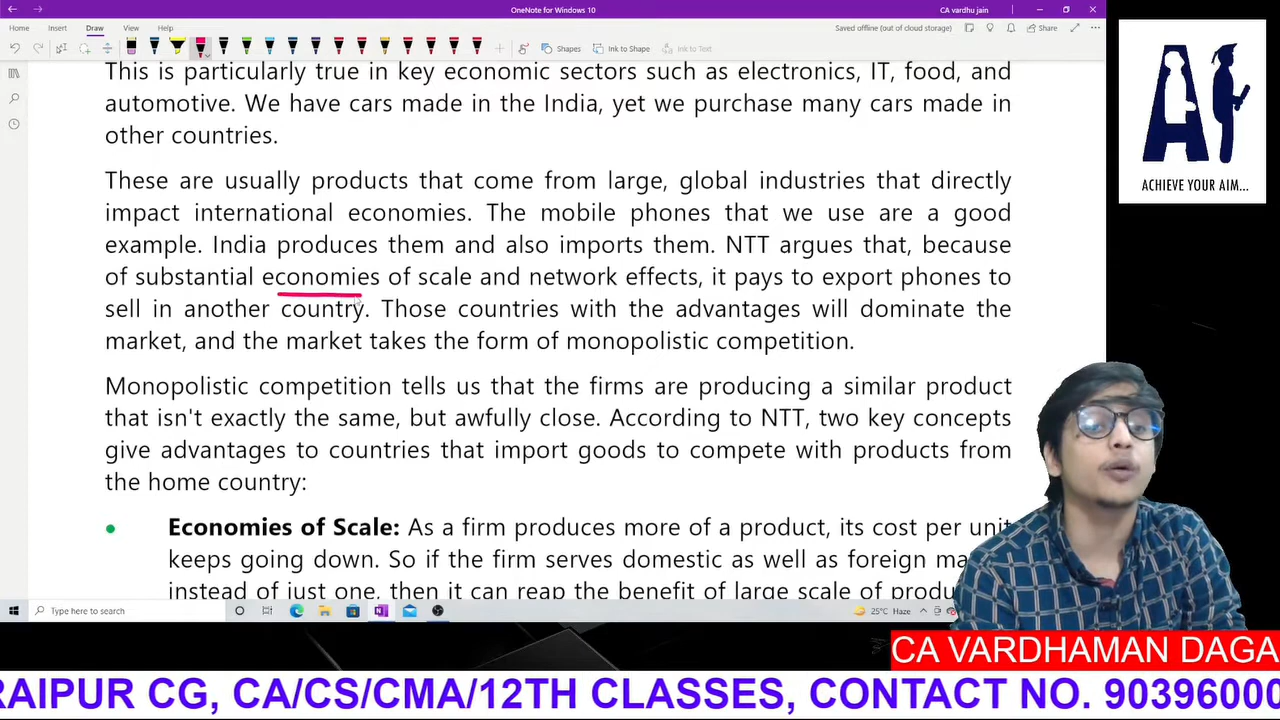 OneNote for Windows 10
CA vardhu jain
Home Insert Draw View Help
Saved offline (out of cloud storage)
Share
Shapes Ink to Shape Ink to Text
This is particularly true in key economic sectors such as electronics, IT, food, and
automotive. We have cars made in the India, yet we purchase many cars made in
other countries.
These are usually products that come from large, global industries that directly
impact international economies. The mobile phones that we use are a good
example. India produces them and also imports them. NTT argues that, because
of substantial economies of scale and network effects, it pays to export phones to
sell in another country. Those countries with the advantages will dominate the
market, and the market takes the form of monopolistic competition.
Monopolistic competition tells us that the firms are producing a similar product
that isn't exactly the same, but awfully close. According to NTT, two key concepts
give advantages to countries that import goods to compete with products from
the home country:
• Economies of Scale: As a firm produces more of a product, its cost per unit
keeps going down. So if the firm serves domestic as well as foreign
instead of just one, then it can reap the benefit of large scale of
Type here to search
25°C Haze
ACHIEVE YOUR AIM...
CA VARDHAMAN DAGA
RAIPUR CG, CA/CS/CMA/12TH CLASSES, CONTACT NO. 90396000